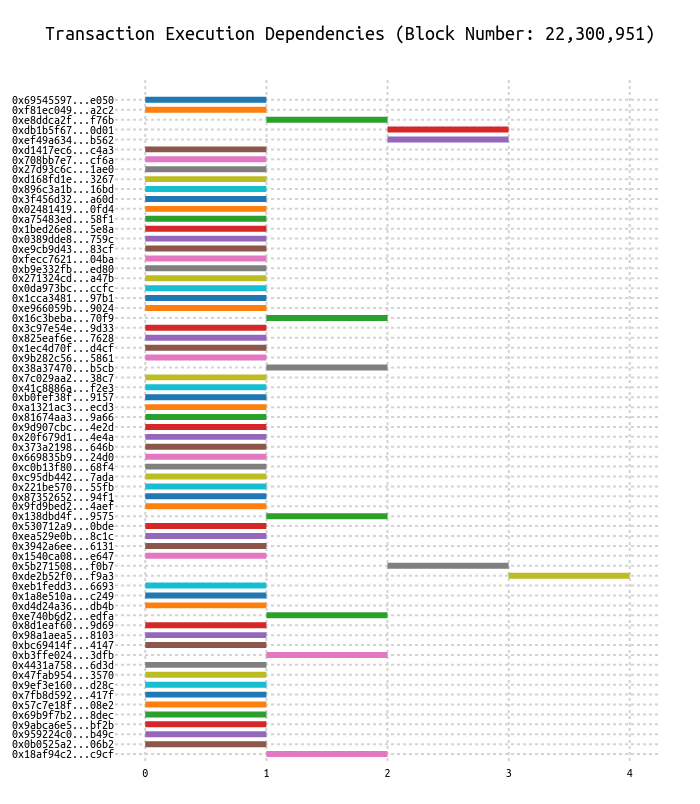 Transaction Execution Dependencies (Block Number: 22,300,951)
0x69545597...e050
0xf81ec049...a2c2
0xe8ddca2f...f76b
0xdb1b5f67...0d01
0xef49a634...b562
0xd1417ec6...c4a3
0x708bb7e7...cf6a
0x27d93c6c...1ae0
0xd168fd1e...3267
0x896c3a1b...16bd
0x3f456d32...a60d
0x02481419...0fd4
0xa75483ed...58f1
0x1bed26e8...5e8a
0x0389dde8...759c
0xe9cb9d43...83cf
0xfecc7621...04ba
0xb9e332fb...ed80
0x271324cd...a47b
0x0da973bc...ccfc
0x1cca3481...97b1
0xe966059b...9024
0x16c3beba...70f9
0x3c97e54e...9d33
0x825eaf6e...7628
0x1ec4d70f...d4cf
0x9b282c56...5861
0x38a37470...b5cb
0x7c029aa2...38c7
0x41c8886a...f2e3
0xb0fef38f...9157
0xa1321ac3...ecd3
0x81674aa3...9a66
0x9d907cbc...4e2d
0x20f679d1...4e4a
0x373a2198...646b
0x669835b9...24d0
0xc0b13f80...68f4
0xc95db442...7ada
0x221be570...55fb
0x87352652...94f1
0x9fd9bed2...4aef
0x138dbd4f...9575
0x530712a9...0bde
0xea529e0b...8c1c
0x3942a6ee...6131
0x1540ca08...e647
0x5b271508...f0b7
0xde2b52f0...f9a3
0xeb1fedd3...6693
0x1a8e510a...c249
0xd4d24a36...db4b
0xe740b6d2...edfa
0x8d1eaf60...9d69
0x98a1aea5...8103
0xbc69414f...4147
0xb3ffe024...3dfb
0x4431a758...6d3d
0x47fab954...3570
0x9ef3e160...d28c
0x7fb8d592...417f
0x57c7e18f...08e2
0x69b9f7b2...8dec
0x9abca6e5...bf2b
0x959224c0...b49c
0x0b0525a2...06b2
0x18af94c2...c9cf
0 1 2 3 4